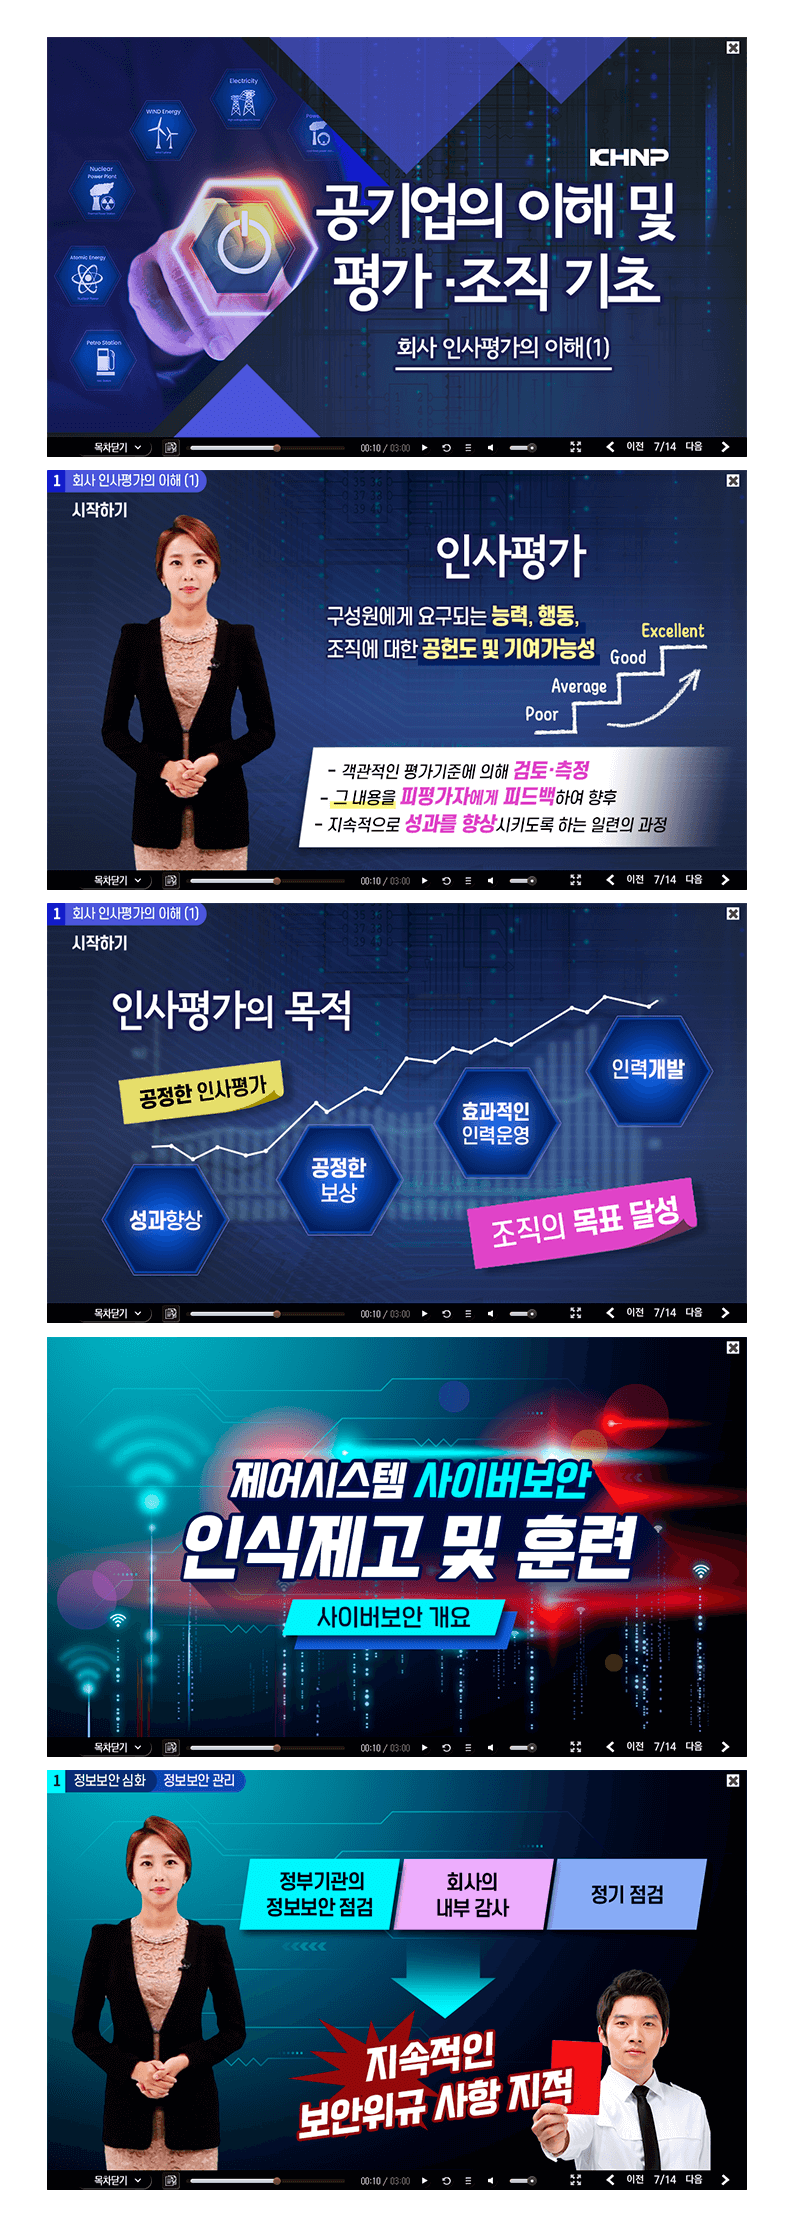 Electricity
WIND Energy
Nuclear
Power Plant
Atomic Energy
Petro Station
KHNP
공기업의 이해 및
평가·조직 기초
회사 인사평가의 이해(1)
목차닫기
00:10 / 03:00
이전 7/14 다음
1 회사 인사평가의 이해 (1)
시작하기
인사평가
구성원에게 요구되는 능력, 행동,
조직에 대한 공헌도 및 기여가능성
Excellent
Good
Average
Poor
- 객관적인 평가기준에 의해 검토·측정
- 그 내용을 피평가자에게 피드백하여 향후
- 지속적으로 성과를 향상시키도록 하는 일련의 과정
목차닫기
00:10 / 03:00
이전 7/14 다음
1 회사 인사평가의 이해 (1)
시작하기
인사평가의 목적
공정한 인사평가
인력개발
효과적인
인력운영
공정한
보상
성과향상
조직의 목표 달성
목차닫기
00:10 / 03:00
이전 7/14 다음
제어시스템 사이버보안
인식제고 및 훈련
사이버보안 개요
목차닫기
00:10 / 03:00
이전 7/14 다음
1 정보보안 심화 정보보안 관리
정부기관의
정보보안 점검
회사의
내부 감사
정기 점검
지속적인
보안위규 사항 지적
목차닫기
00:10 / 03:00
이전 7/14 다음